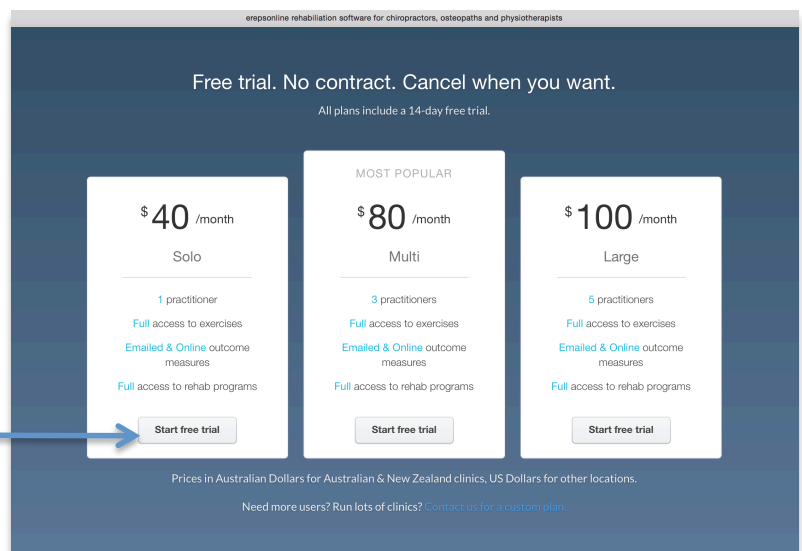 erepsonline rehabiliation software for chiropractors, osteopaths and physiotherapists
Free trial. No contract. Cancel when you want.
All plans include a 14-day free trial.
$40 /month
Solo
1 practitioner
Full access to exercises
Emailed & Online outcome
measures
Full access to rehab programs
Start free trial
MOST POPULAR
$80 /month
Multi
3 practitioners
Full access to exercises
Emailed & Online outcome
measures
Full access to rehab programs
Start free trial
$100 /month
Large
5 practitioners
Full access to exercises
Emailed & Online outcome
measures
Full access to rehab programs
Start free trial
Prices in Australian Dollars for Australian & New Zealand clinics, US Dollars for other locations.
Need more users? Run lots of clinics? Contact us for a custom plan.